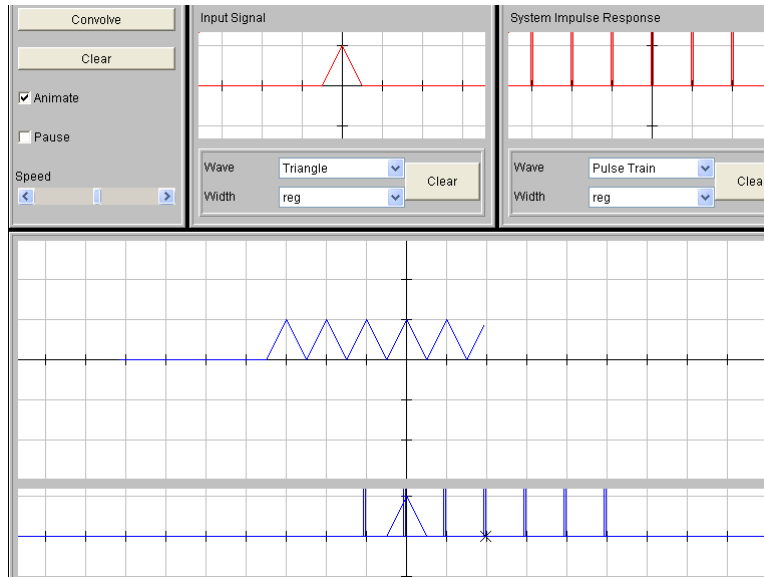 Convolve
Clear
Animate
Pause
Speed
Input Signal
Wave
Triangle
Width
reg
Clear
System Impulse Response
Wave
Pulse Train
Width
reg
Clea